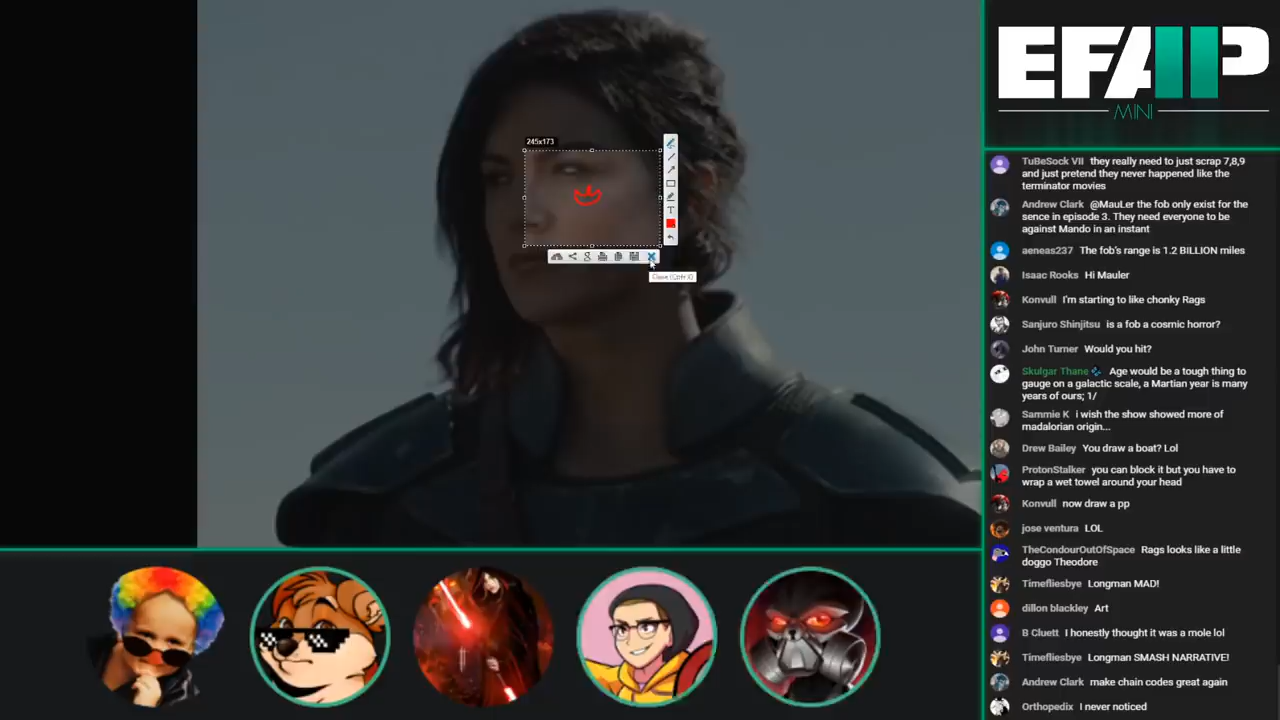 EFAP
MINI
245x173
T
Close (Ctrl+X)
TuBeSock VII they really need to just scrap 7,8,9
and just pretend they never happened like the
terminator movies
Andrew Clark @MauLer the fob only exist for the
sence in episode 3. They need everyone to be
against Mando in an instant
aeneas237 The fob's range is 1.2 BILLION miles
Isaac Rooks Hi Mauler
Konvull I'm starting to like chonky Rags
Sanjuro Shinjitsu is a fob a cosmic horror?
John Turner Would you hit?
Skulgar Thane Age would be a tough thing to
gauge on a galactic scale, a Martian year is many
years of ours; 1/
Sammie K i wish the show showed more of
madalorian origin...
Drew Bailey You draw a boat? Lol
ProtonStalker you can block it but you have to
wrap a wet towel around your head
Konvull now draw a pp
jose ventura LOL
TheCondourOutOfSpace Rags looks like a little
doggo Theodore
Timefliesbye Longman MAD!
dillon blackley Art
B Cluett I honestly thought it was a mole lol
Timefliesbye Longman SMASH NARRATIVE!
Andrew Clark make chain codes great again
Orthopedix I never noticed